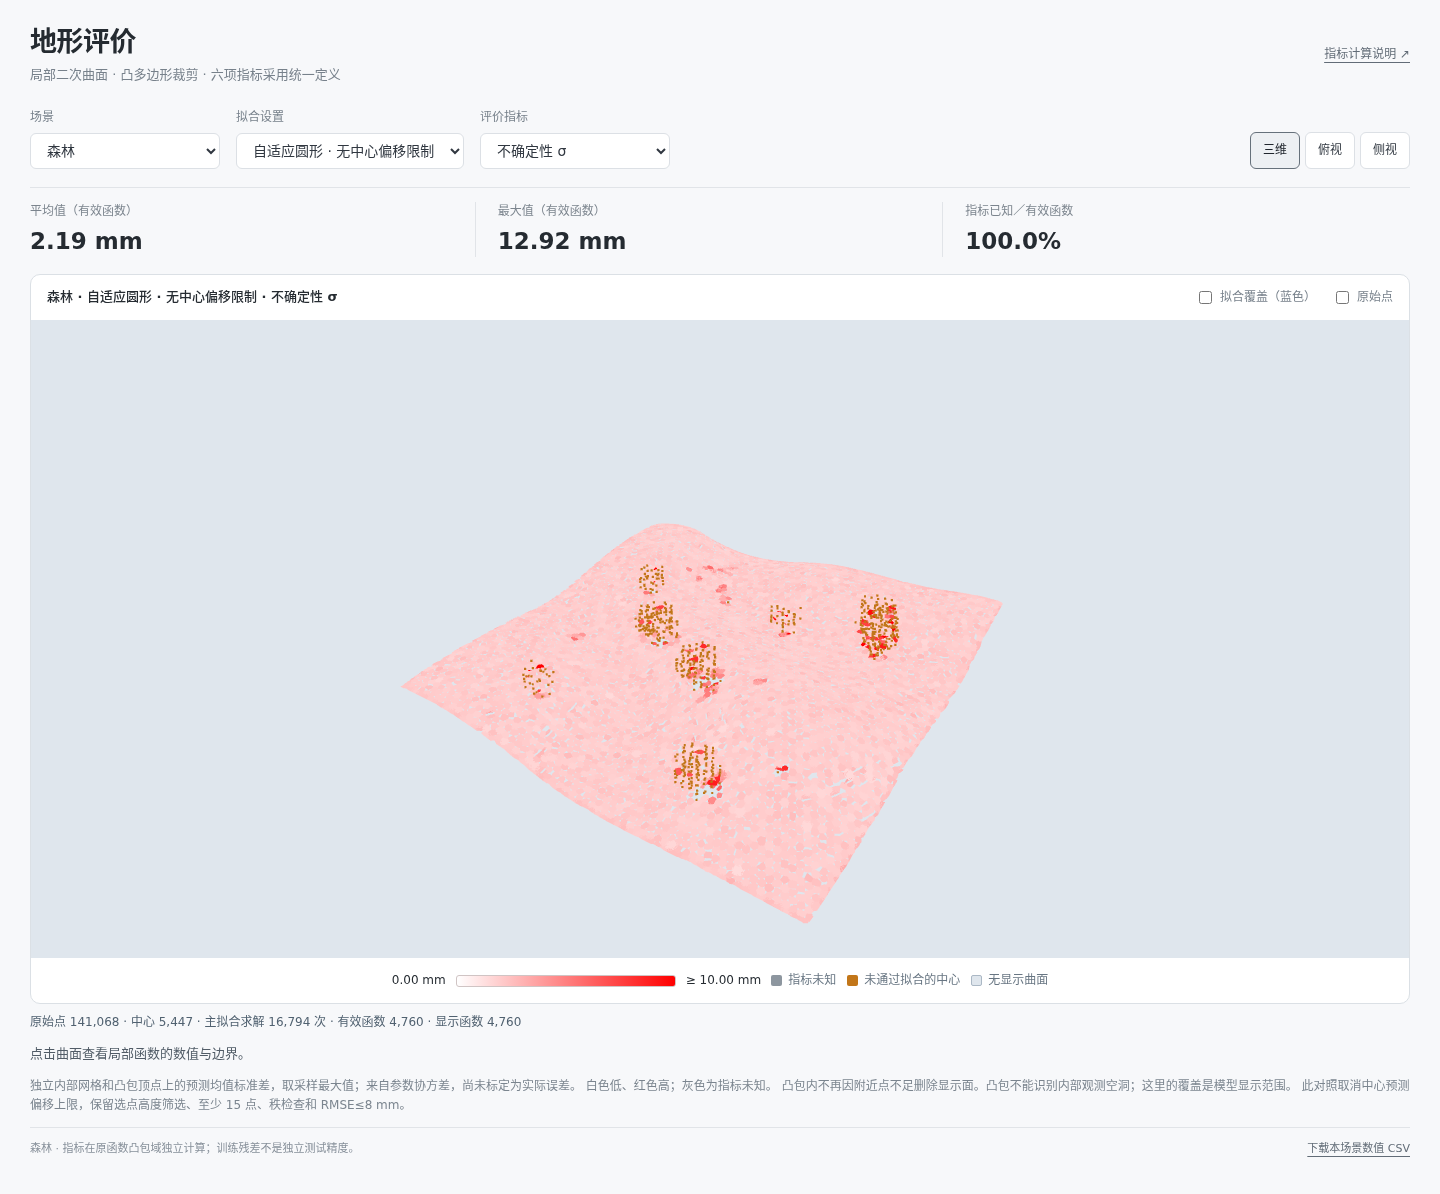 地形评价
指标计算说明 ↗
局部二次曲面 · 凸多边形裁剪 · 六项指标采用统一定义
场景
拟合设置
评价指标
森林
自适应圆形 · 无中心偏移限制
不确定性 σ
三维
俯视
侧视
平均值（有效函数）
最大值（有效函数）
指标已知／有效函数
2.19 mm
12.92 mm
100.0%
森林 · 自适应圆形 · 无中心偏移限制 · 不确定性 σ
拟合覆盖（蓝色）
原始点
0.00 mm
≥ 10.00 mm
指标未知
未通过拟合的中心
无显示曲面
原始点 141,068 · 中心 5,447 · 主拟合求解 16,794 次 · 有效函数 4,760 · 显示函数 4,760
点击曲面查看局部函数的数值与边界。
独立内部网格和凸包顶点上的预测均值标准差，取采样最大值；来自参数协方差，尚未标定为实际误差。 白色低、红色高；灰色为指标未知。 凸包内不再因附近点不足删除显示面。凸包不能识别内部观测空洞；这里的覆盖是模型显示范围。 此对照取消中心预测
偏移上限，保留选点高度筛选、至少 15 点、秩检查和 RMSE≤8 mm。
森林 · 指标在原函数凸包域独立计算；训练残差不是独立测试精度。
下载本场景数值 CSV